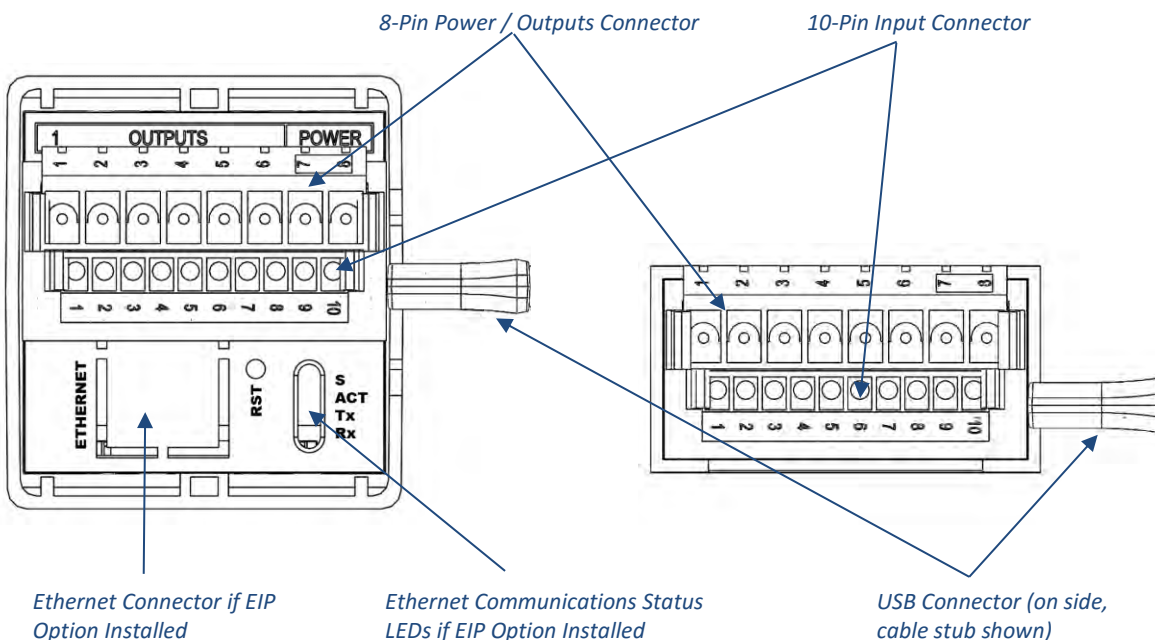 8-Pin Power / Outputs Connector
10-Pin Input Connector
1 OUTPUTS POWER
1 2 3 4 5 6 7 8
1 2 3 4 5 6 7 8 9 10
ETHERNET
RST
S
ACT
Tx
Rx
1 2 3 4 5 6 7 8
1 2 3 4 5 6 7 8 9 10
Ethernet Connector if EIP
Option Installed
Ethernet Communications Status
LEDs if EIP Option Installed
USB Connector (on side,
cable stub shown)